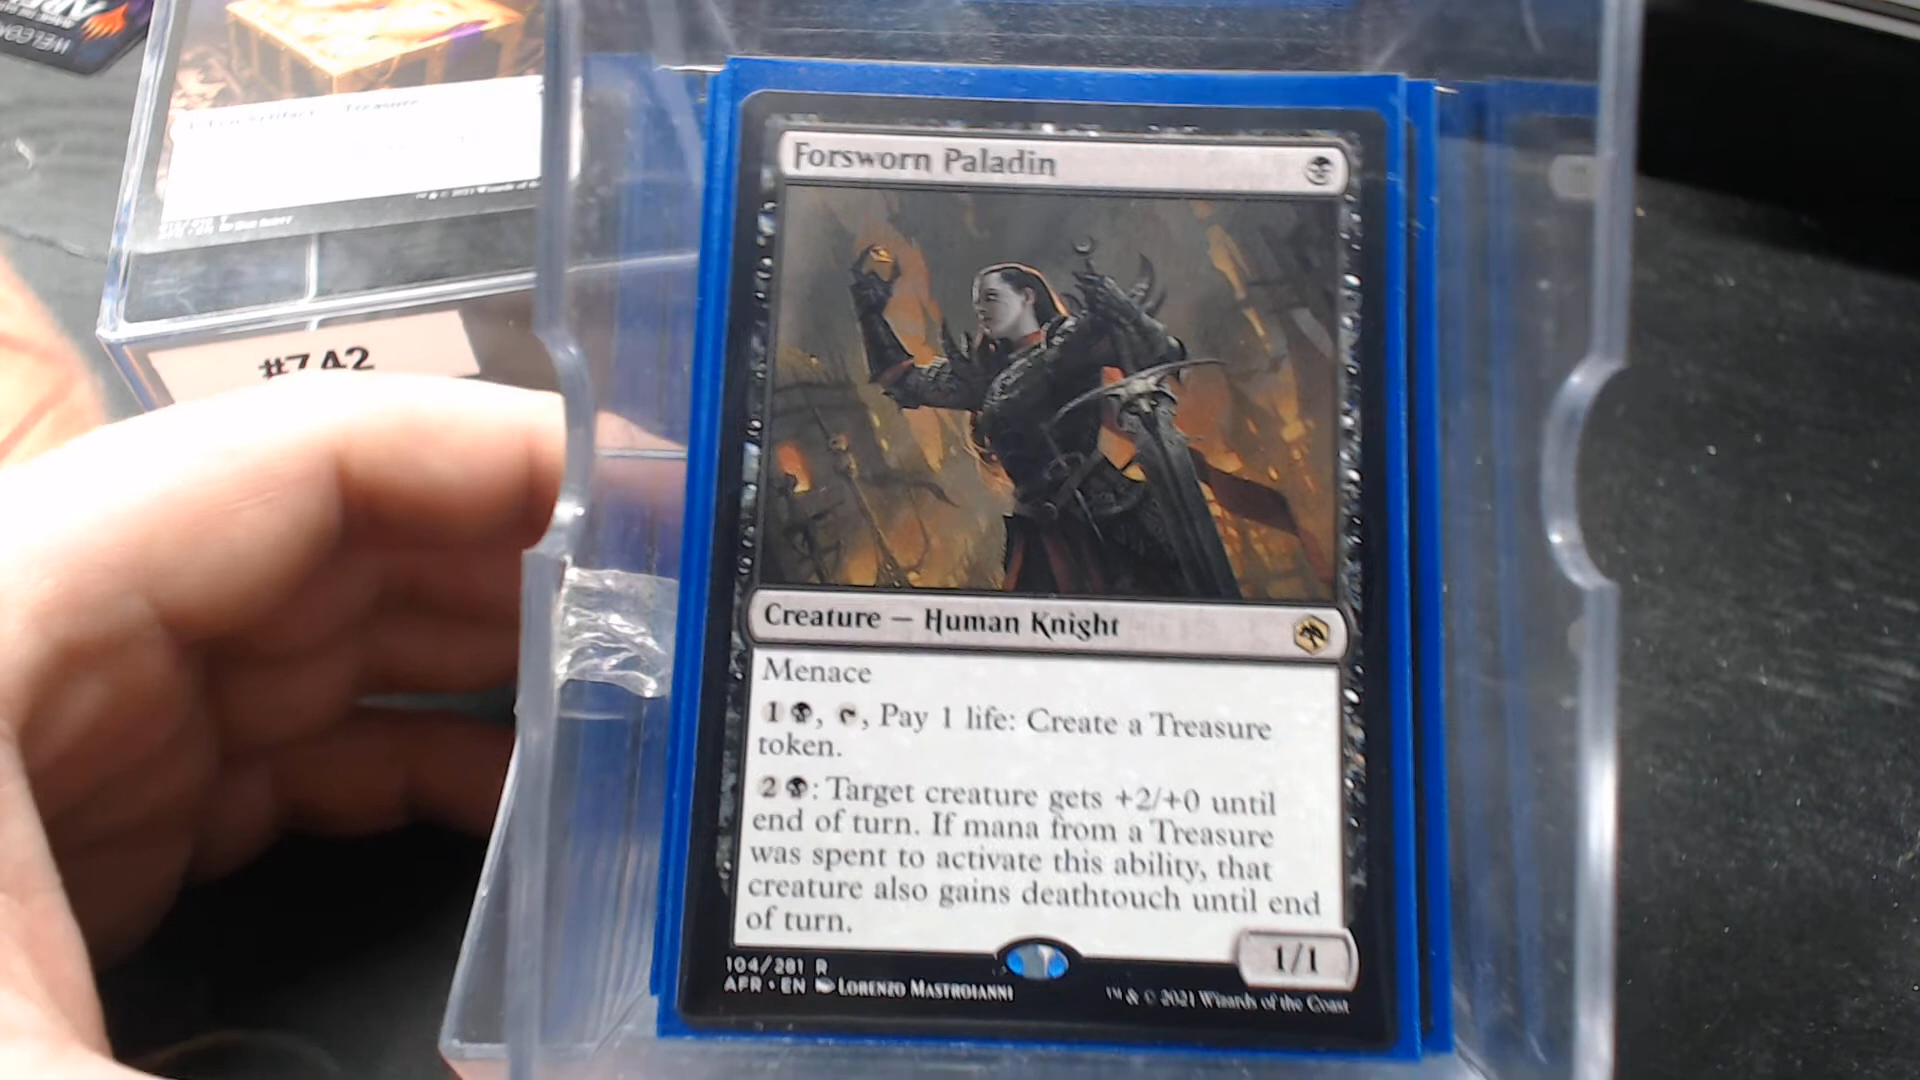 WELCOM
Treasure
#742
Forsworn Paladin
Creature — Human Knight
Menace
1 , , Pay 1 life: Create a Treasure
token.
2 : Target creature gets +2/+0 until
end of turn. If mana from a Treasure
was spent to activate this ability, that
creature also gains deathtouch until end
of turn.
1/1
104/281 R
AFR • EN Lorenzo Mastroianni
™ & © 2021 Wizards of the Coast